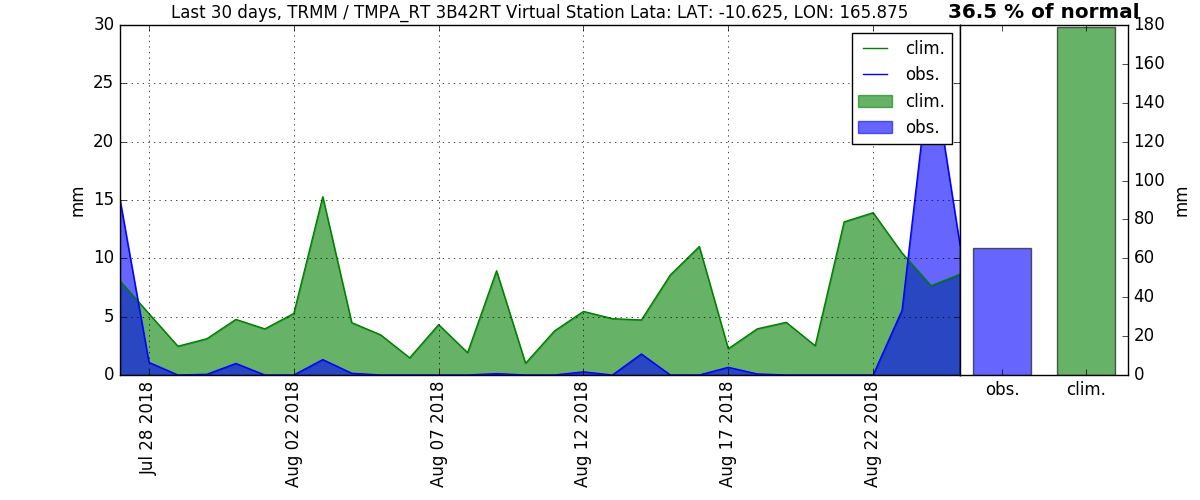 Last 30 days, TRMM / TMPA_RT 3B42RT Virtual Station Lata: LAT: -10.625, LON: 165.875
36.5 % of normal
30
25
20
15
10
5
0
mm
clim.
obs.
clim.
obs.
180
160
140
120
100
80
60
40
20
0
mm
Jul 28 2018
Aug 02 2018
Aug 07 2018
Aug 12 2018
Aug 17 2018
Aug 22 2018
obs.
clim.